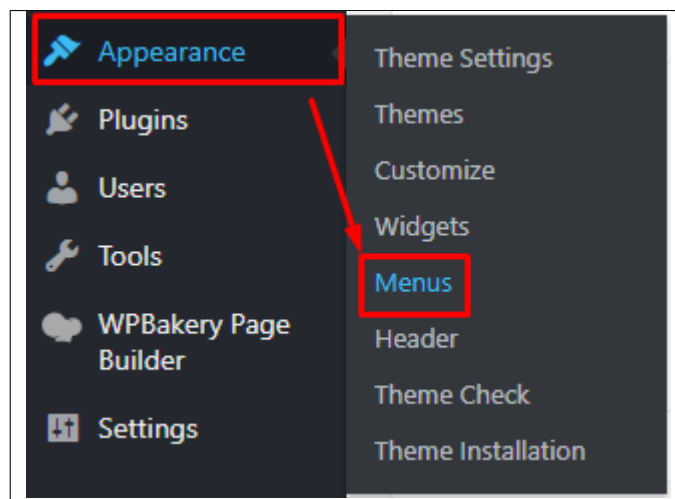 Appearance
Plugins
Users
Tools
WPBakery Page
Builder
Settings
Theme Settings
Themes
Customize
Widgets
Menus
Header
Theme Check
Theme Installation